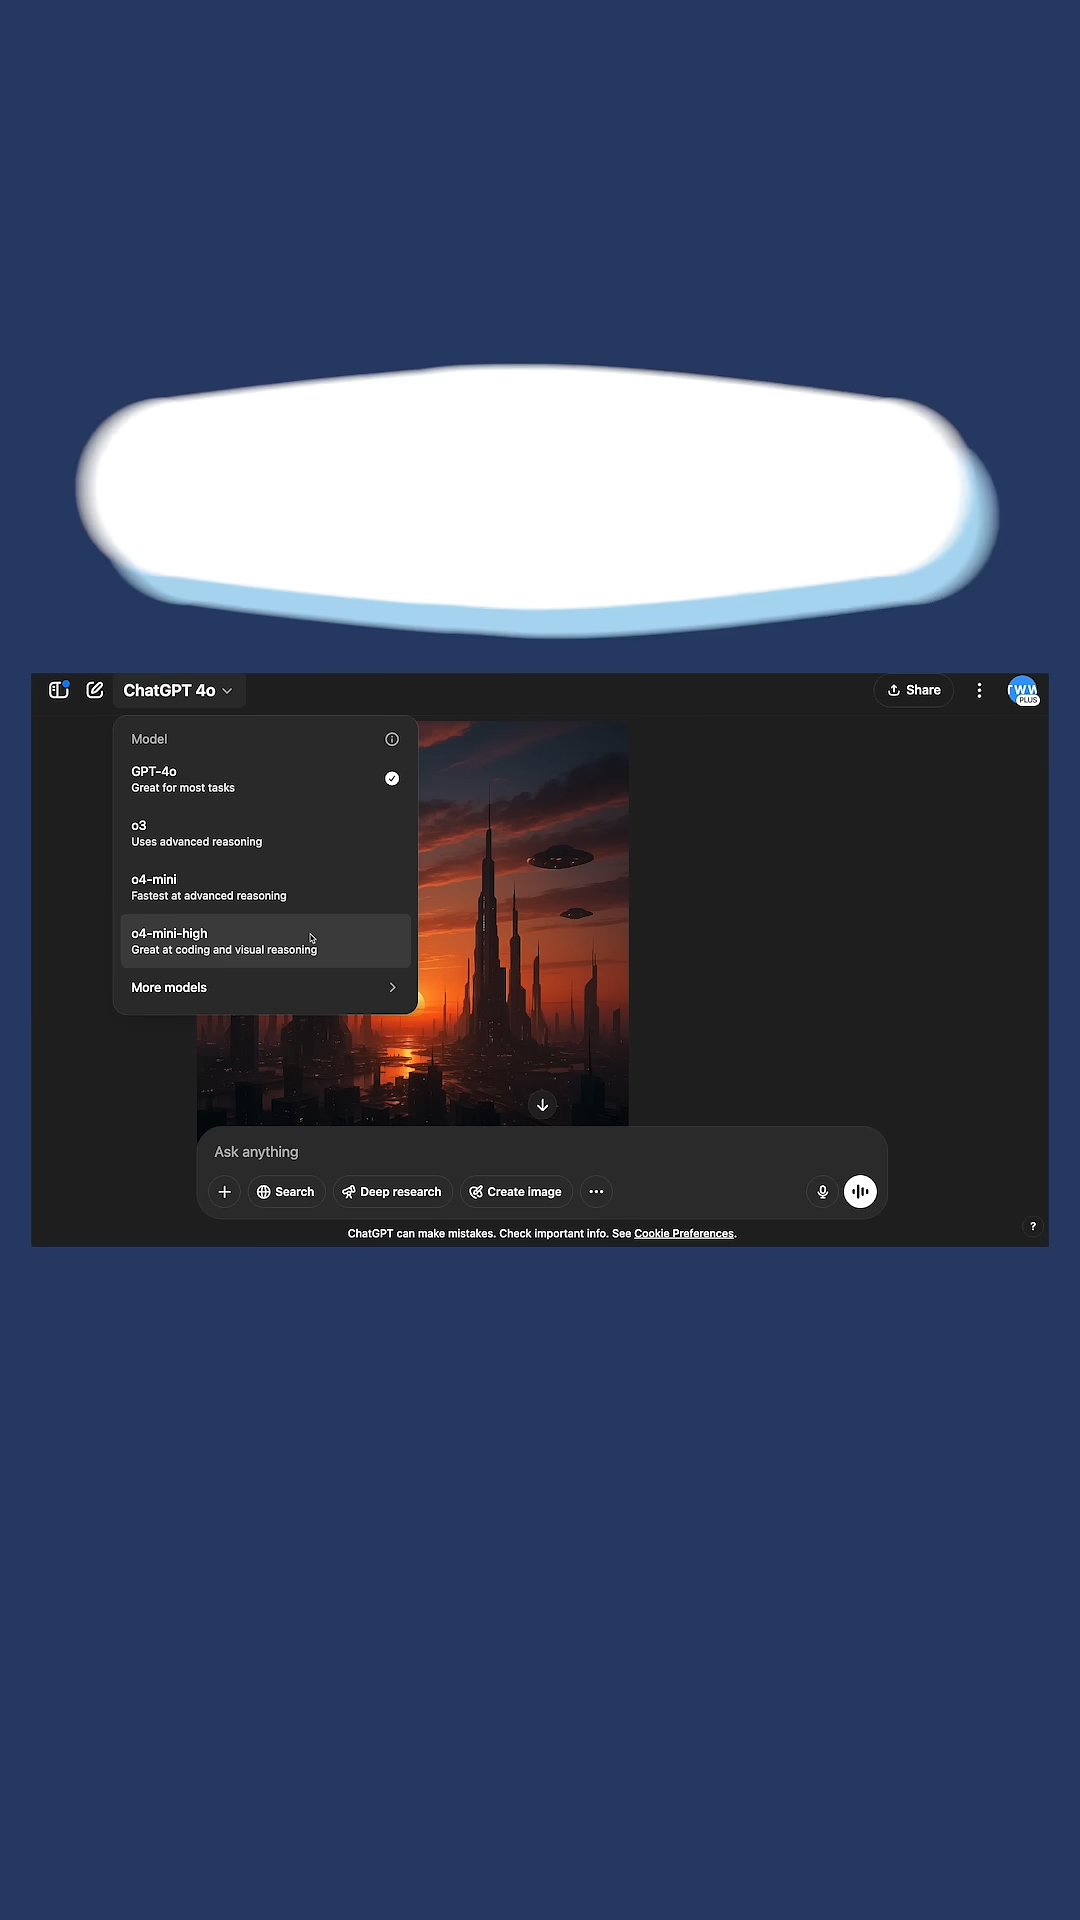 ChatGPT 4o
Share
PLUS
Model
GPT-4o
Great for most tasks
o3
Uses advanced reasoning
o4-mini
Fastest at advanced reasoning
o4-mini-high
Great at coding and visual reasoning
More models
Ask anything
Search
Deep research
Create image
ChatGPT can make mistakes. Check important info. See Cookie Preferences.
?